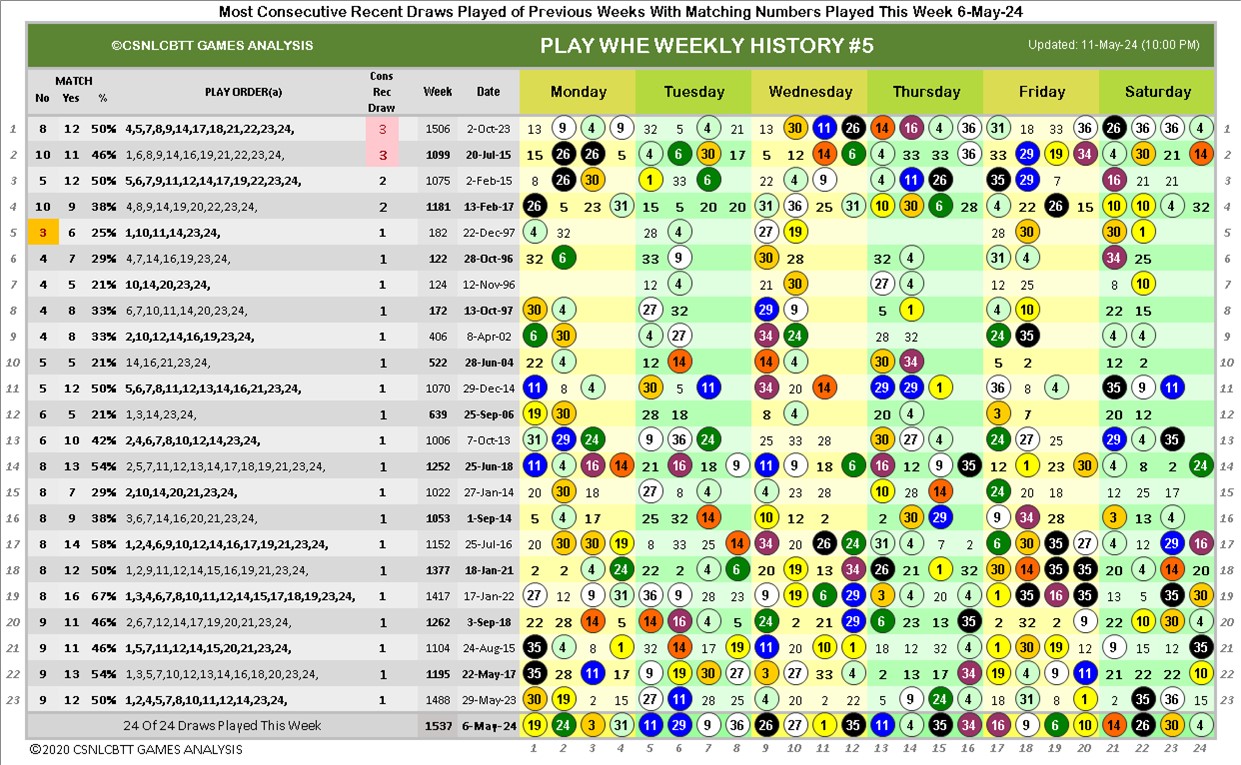 Most Consecutive Recent Draws Played of Previous Weeks With Matching Numbers Played This Week 6-May-24
©CSNLCBTT GAMES ANALYSIS PLAY WHE WEEKLY HISTORY #5 Updated: 11-May-24 (10:00 PM)
MATCH No Yes % PLAY ORDER(a) Cons Rec Draw Week Date Monday Tuesday Wednesday Thursday Friday Saturday
1 8 12 50% 4,5,7,8,9,14,17,18,21,22,23,24, 3 1506 2-Oct-23 13 9 4 9 32 5 4 21 13 30 11 26 14 16 4 36 31 18 33 36 26 36 36 4 1
2 10 11 46% 1,6,8,9,14,16,19,21,22,23,24, 3 1099 20-Jul-15 15 26 26 5 4 6 30 17 5 12 14 6 4 33 33 36 33 29 19 34 4 30 21 14 2
3 5 12 50% 5,6,7,9,11,12,14,17,19,22,23,24, 2 1075 2-Feb-15 8 26 30 1 33 6 22 4 9 4 11 26 35 29 7 16 21 21 3
4 10 9 38% 4,8,9,14,19,20,22,23,24, 2 1181 13-Feb-17 26 5 23 31 15 5 20 20 31 36 25 31 10 30 6 28 4 22 26 15 10 10 4 32 4
5 3 6 25% 1,10,11,14,23,24, 1 182 22-Dec-97 4 32 28 4 27 19 28 30 30 1 5
6 4 7 29% 4,7,14,16,19,23,24, 1 122 28-Oct-96 32 6 33 9 30 28 32 4 31 4 34 25 6
7 4 5 21% 10,14,20,23,24, 1 124 12-Nov-96 12 4 21 30 27 4 12 25 8 10 7
8 4 8 33% 6,7,10,11,14,20,23,24, 1 172 13-Oct-97 30 4 27 32 29 9 5 1 4 10 22 15 8
9 4 8 33% 2,10,12,14,16,19,23,24, 1 406 8-Apr-02 6 30 4 27 34 24 28 32 24 35 4 4 9
10 5 5 21% 14,16,21,23,24, 1 522 28-Jun-04 22 4 12 14 14 4 30 34 5 2 12 2 10
11 5 12 50% 5,6,7,8,11,12,13,14,16,21,23,24, 1 1070 29-Dec-14 11 8 4 30 5 11 34 20 14 29 29 1 36 8 4 35 9 11 11
12 6 5 21% 1,3,14,23,24, 1 639 25-Sep-06 19 30 28 18 8 4 20 4 3 7 20 12 12
13 6 10 42% 2,4,6,7,8,10,12,14,23,24, 1 1006 7-Oct-13 31 29 24 9 36 24 25 33 28 30 27 4 24 27 25 29 4 35 13
14 8 13 54% 2,5,7,11,12,13,14,17,18,19,21,23,24, 1 1252 25-Jun-18 11 4 16 14 21 16 18 9 11 9 18 6 16 12 9 35 12 1 23 30 4 8 2 24 14
15 8 7 29% 2,10,14,20,21,23,24, 1 1022 27-Jan-14 20 30 18 27 8 4 4 23 28 10 28 14 24 20 18 12 25 17 15
16 8 9 38% 3,6,7,14,16,20,21,23,24, 1 1053 1-Sep-14 5 4 17 25 32 14 10 12 2 2 30 29 9 34 28 3 13 4 16
17 8 14 58% 1,2,4,6,9,10,12,14,16,17,19,21,23,24, 1 1152 25-Jul-16 20 30 30 19 8 33 25 14 34 20 26 24 31 4 7 2 6 30 35 27 4 12 29 16 17
18 8 12 50% 1,2,9,11,12,14,15,16,19,21,23,24, 1 1377 18-Jan-21 2 2 4 24 22 2 4 6 20 19 13 34 26 21 1 32 30 14 35 35 20 4 14 20 18
19 8 16 67% 1,3,4,6,7,8,10,11,12,14,15,17,18,19,23,24, 1 1417 17-Jan-22 27 12 9 31 36 9 28 23 9 19 6 29 3 4 20 4 1 35 16 35 13 5 35 30 19
20 9 11 46% 2,6,7,12,14,17,19,20,21,23,24, 1 1262 3-Sep-18 22 28 14 5 14 16 4 5 24 2 21 29 6 23 13 35 2 32 2 9 22 10 30 4 20
21 9 11 46% 1,5,7,11,12,14,15,20,21,23,24, 1 1104 24-Aug-15 35 4 8 1 32 14 17 19 11 20 10 1 18 12 32 4 1 30 19 12 9 15 12 35 21
22 9 13 54% 1,3,5,7,10,12,13,14,16,18,20,23,24, 1 1195 22-May-17 35 28 11 17 9 19 30 27 3 27 33 4 2 13 17 34 19 4 9 11 21 22 22 10 22
23 9 12 50% 1,2,4,5,7,8,10,11,12,14,23,24, 1 1488 29-May-23 30 19 2 15 27 11 28 25 4 20 2 22 5 9 24 4 18 31 8 1 2 35 36 15 23
24 Of 24 Draws Played This Week 1537 6-May-24 19 24 3 31 11 29 9 36 26 27 1 35 11 4 35 34 16 9 6 10 14 26 30 4
©2020 CSNLCBTT GAMES ANALYSIS 1 2 3 4 5 6 7 8 9 10 11 12 13 14 15 16 17 18 19 20 21 22 23 24